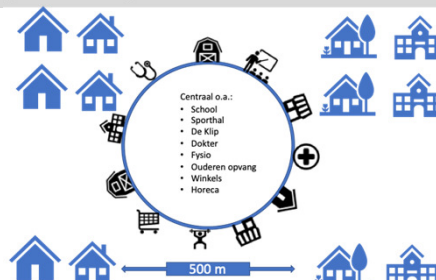 Centraal o.a.:
• School
• Sporthal
• De Klip
• Dokter
• Fysio
• Ouderen opvang
• Winkels
• Horeca
500 m